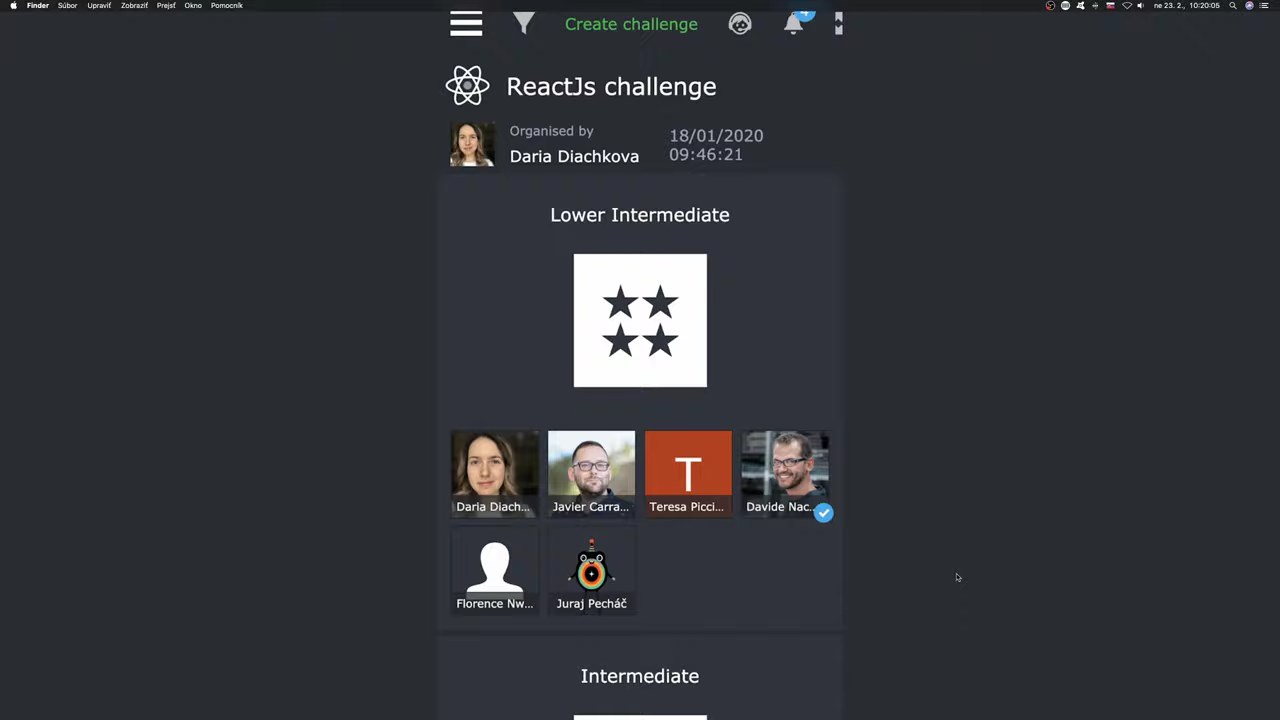 Finder Súbor Upraviť Zobraziť Prejsť Okno Pomocník ne 23. 2., 10:20:05
Create challenge
ReactJs challenge
Organised by
Daria Diachkova
18/01/2020
09:46:21
Lower Intermediate
Daria Diach... Javier Carra... T Teresa Picci... Davide Nac...
Florence Nw... Juraj Pecháč
Intermediate